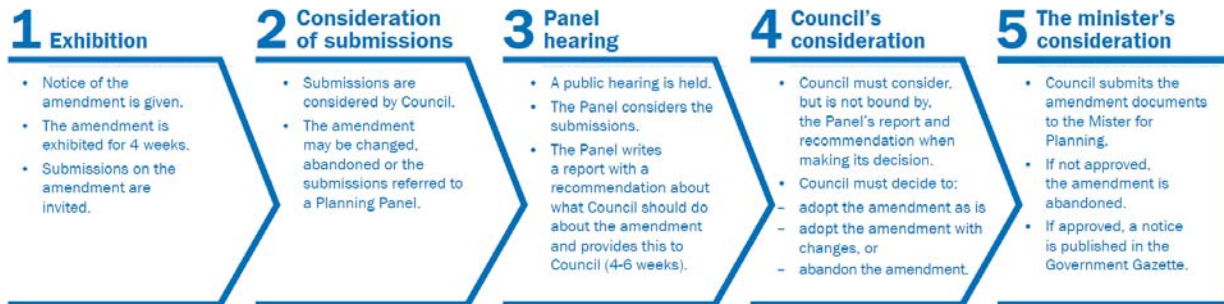 1 Exhibition
• Notice of the
amendment is given.
• The amendment is
exhibited for 4 weeks.
• Submissions on the
amendment are
invited.
2 Consideration
of submissions
• Submissions are
considered by Council.
• The amendment
may be changed,
abandoned or the
submissions referred to
a Planning Panel.
3 Panel
hearing
• A public hearing is held.
• The Panel considers the
submissions.
• The Panel writes
a report with a
recommendation about
what Council should do
about the amendment
and provides this to
Council (4-6 weeks).
4 Council's
consideration
• Council must consider,
but is not bound by,
the Panel's report and
recommendation when
making its decision.
• Council must decide to:
– adopt the amendment as is
– adopt the amendment with
changes, or
– abandon the amendment.
5 The minister's
consideration
• Council submits the
amendment documents
to the Mister for
Planning.
• If not approved,
the amendment is
abandoned.
• If approved, a notice
is published in the
Government Gazette.